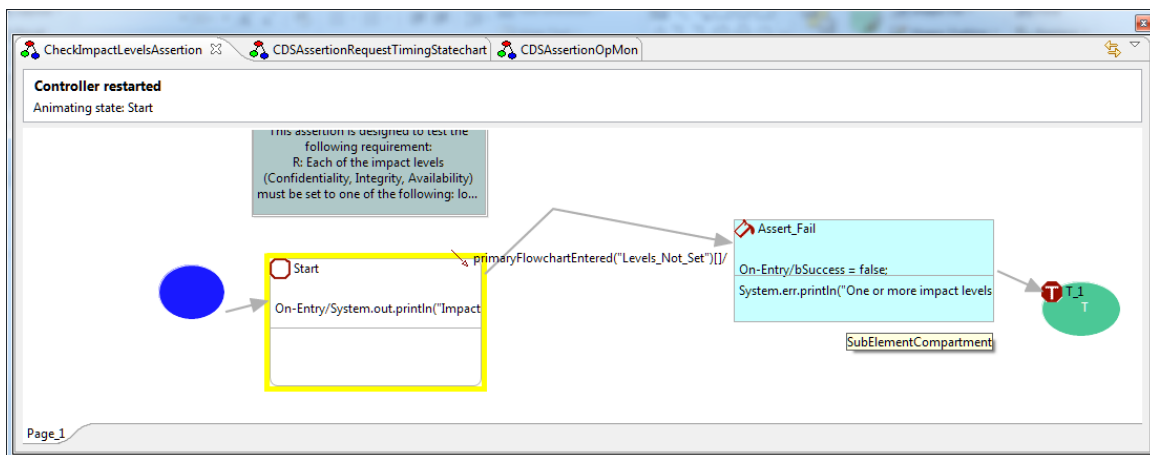 CheckImpactLevelsAssertion
CDSAssertionRequestTimingStatechart
CDSAssertionOpMon
Controller restarted
Animating state: Start
This assertion is designed to test the
following requirement:
R: Each of the impact levels
(Confidentiality, Integrity, Availability)
must be set to one of the following: lo...
Start
On-Entry/System.out.println("Impact
primaryFlowchartEntered("Levels_Not_Set")[]/
Assert_Fail
On-Entry/bSuccess = false;
System.err.println("One or more impact levels
T T_1
T
SubElementCompartment
Page_1